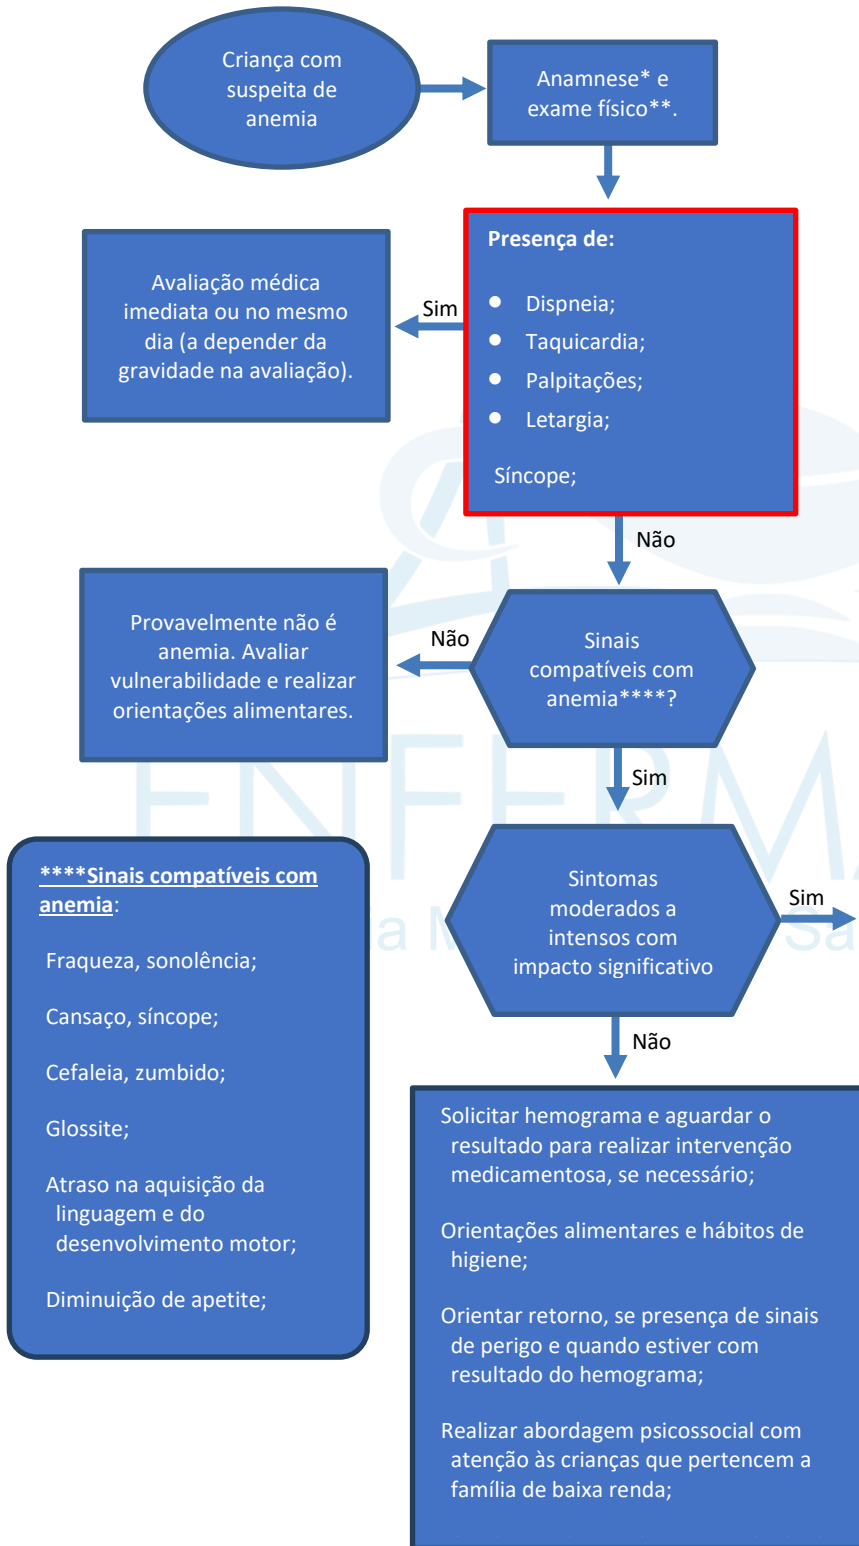 Criança com
suspeita de
anemia
Anamnese* e
exame físico**.
Presença de:
● Dispneia;
● Taquicardia;
● Palpitações;
● Letargia;
Síncope;
Sim
Avaliação médica
imediata ou no mesmo
dia (a depender da
gravidade na avaliação).
Não
Sinais
compatíveis com
anemia****?
Não
Provavelmente não é
anemia. Avaliar
vulnerabilidade e realizar
orientações alimentares.
Sim
Sintomas
moderados a
intensos com
impacto significativo
Sim
Não
****Sinais compatíveis com
anemia:
Fraqueza, sonolência;
Cansaço, síncope;
Cefaleia, zumbido;
Glossite;
Atraso na aquisição da
linguagem e do
desenvolvimento motor;
Diminuição de apetite;
Solicitar hemograma e aguardar o
resultado para realizar intervenção
medicamentosa, se necessário;
Orientações alimentares e hábitos de
higiene;
Orientar retorno, se presença de sinais
de perigo e quando estiver com
resultado do hemograma;
Realizar abordagem psicossocial com
atenção às crianças que pertencem a
família de baixa renda;